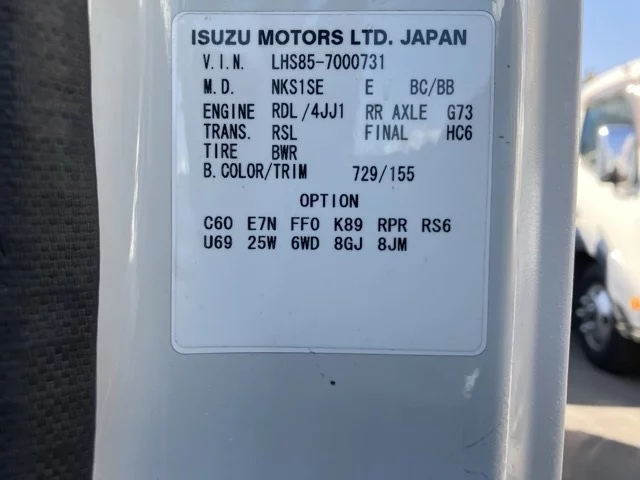 ISUZU MOTORS LTD. JAPAN
V.I.N. LHS85-7000731
M.D. NKS1SE E BC/BB
ENGINE RDL/4JJ1 RR AXLE G73
TRANS. RSL FINAL HC6
TIRE BWR
B.COLOR/TRIM 729/155
OPTION
C60 E7N FF0 K89 RPR RS6
U69 25W 6WD 8GJ 8JM